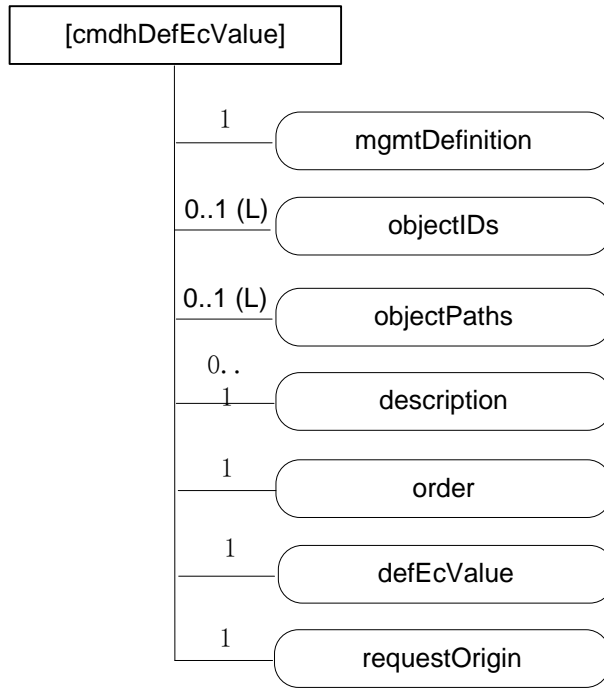 [cmdhDefEcValue]
1
mgmtDefinition
0..1 (L)
objectIDs
0..1 (L)
objectPaths
0..
1
description
1
order
1
defEcValue
1
requestOrigin